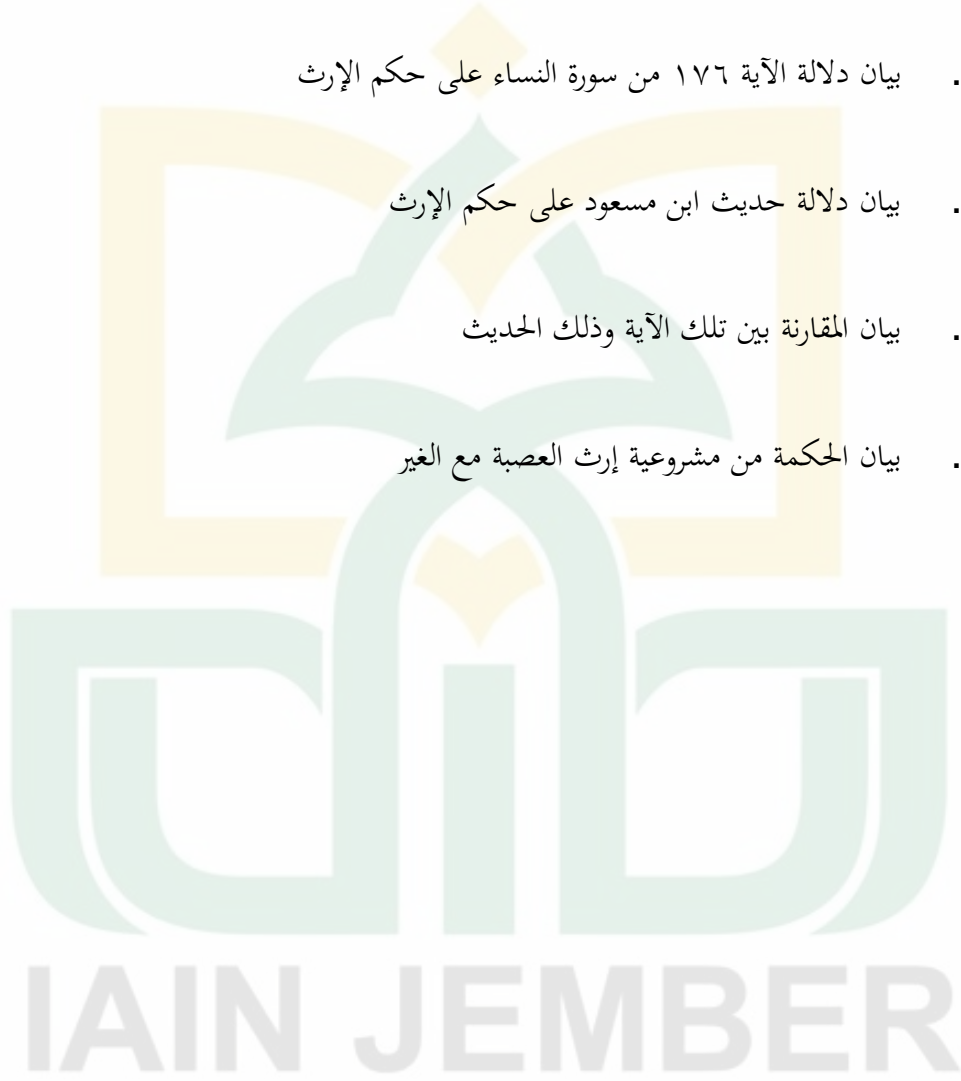 . بيان دلالة الآية ١٧٦ من سورة النساء على حكم الإرث
. بيان دلالة حديث ابن مسعود على حكم الإرث
. بيان المقارنة بين تلك الآية وذلك الحديث
. بيان الحكمة من مشروعية إرث العصبة مع الغير
IAIN JEMBER